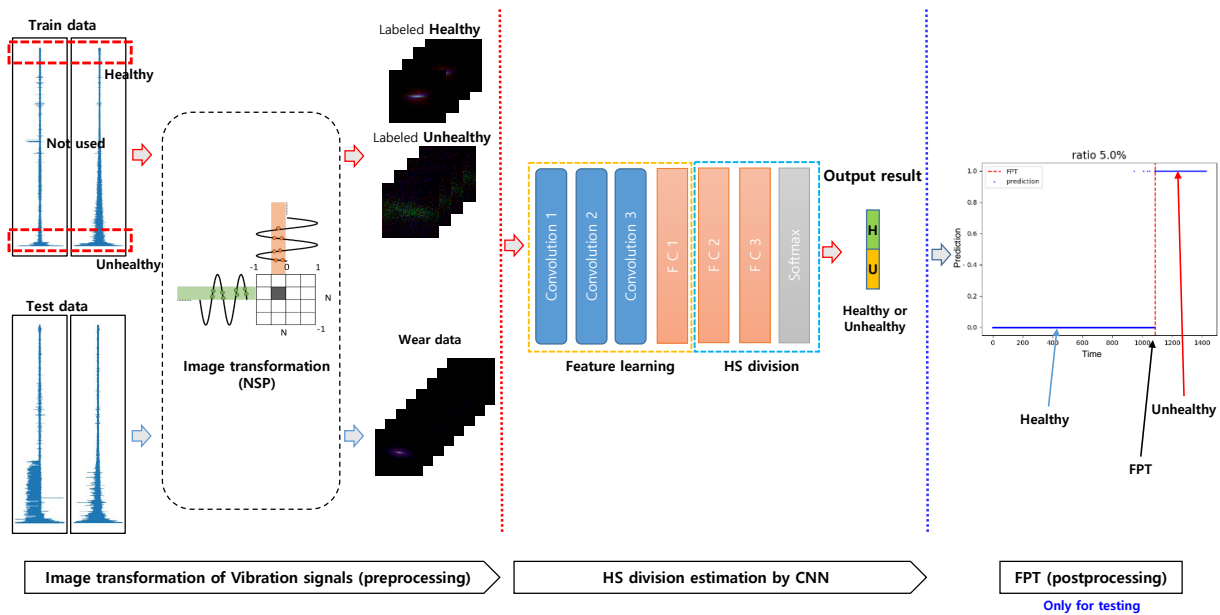 Train data
Healthy
Not used
Unhealthy
Test data
-1 0 1
N
N
-1
Image transformation
(NSP)
Labeled Healthy
Labeled Unhealthy
Wear data
Convolution 1
Convolution 2
Convolution 3
F C 1
F C 2
F C 3
Softmax
Feature learning
HS division
Output result
H
U
Healthy or
Unhealthy
ratio 5.0%
FPT
prediction
Prediction
1.0
0.8
0.6
0.4
0.2
0.0
0 200 400 600 800 1000 1200 1400
Time
Healthy
Unhealthy
FPT
Image transformation of Vibration signals (preprocessing)
HS division estimation by CNN
FPT (postprocessing)
Only for testing